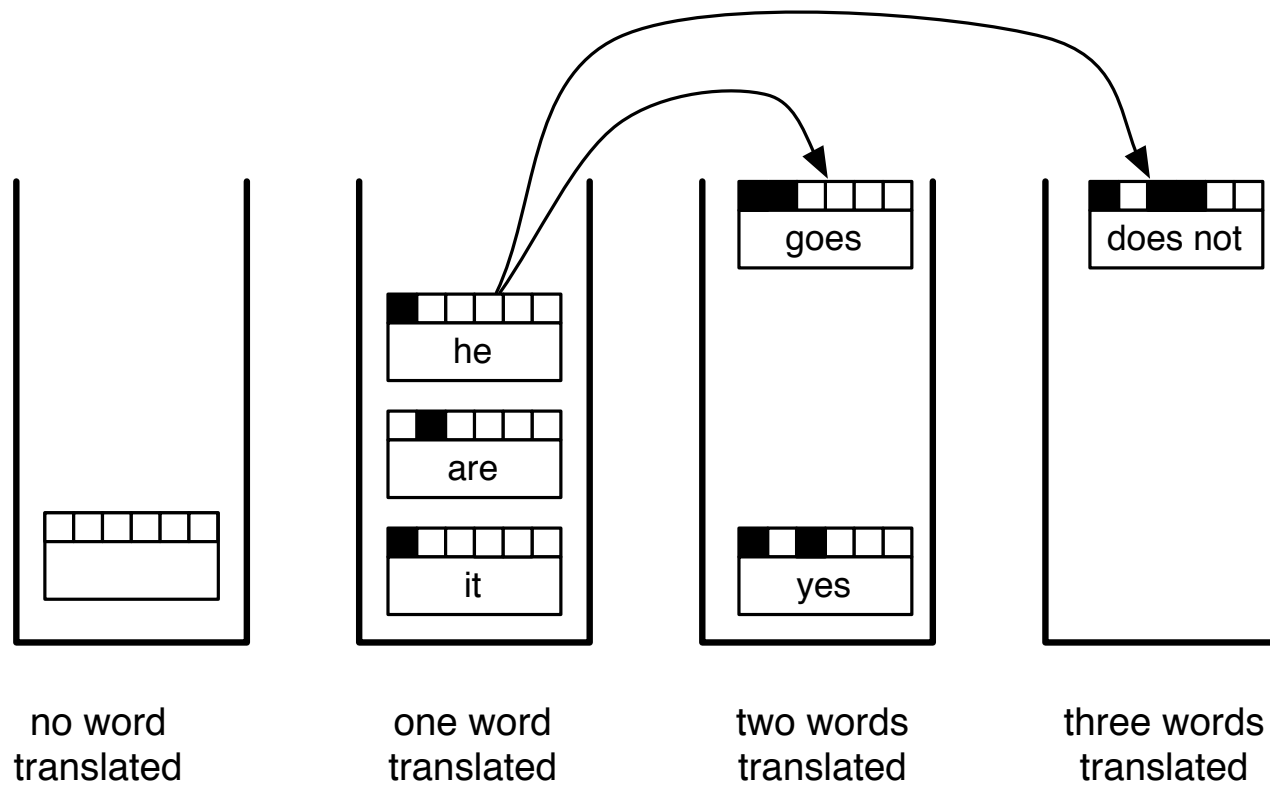 goes
does not
he
are
it
yes
no word
translated
one word
translated
two words
translated
three words
translated